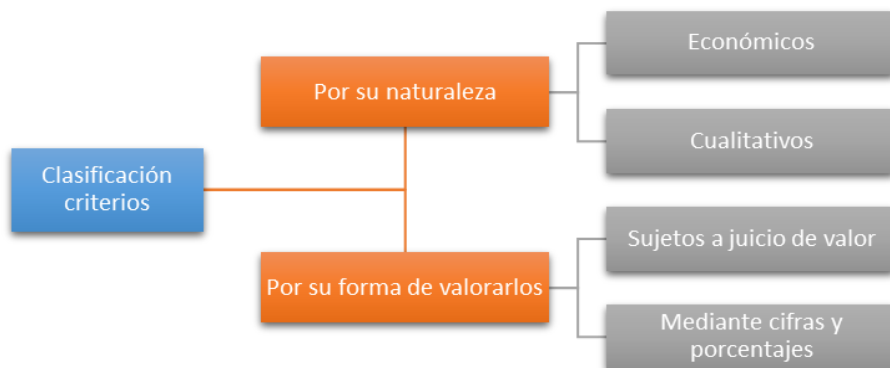 Clasificación
criterios
Por su naturaleza
Económicos
Cualitativos
Por su forma de valorarlos
Sujetos a juicio de valor
Mediante cifras y
porcentajes